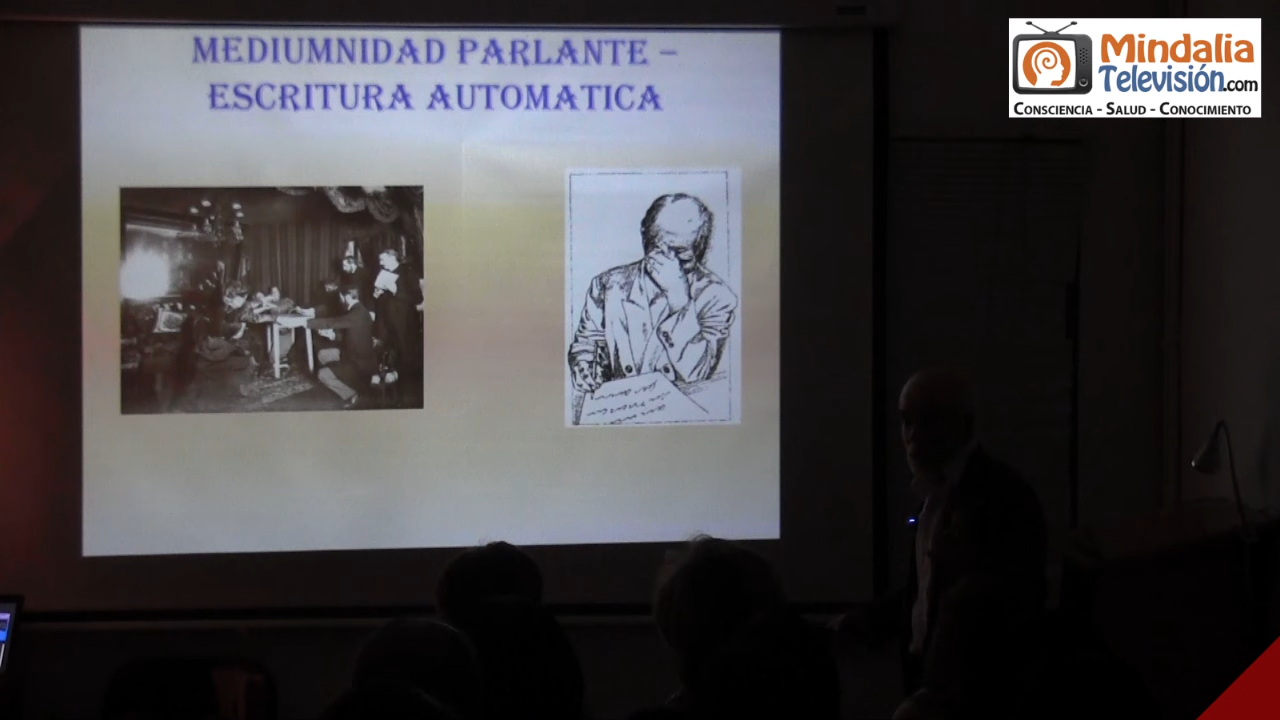 MEDIUMNIDAD PARLANTE –
ESCRITURA AUTOMATICA
Mindalia
Televisión.com
CONSCIENCIA - SALUD - CONOCIMIENTO